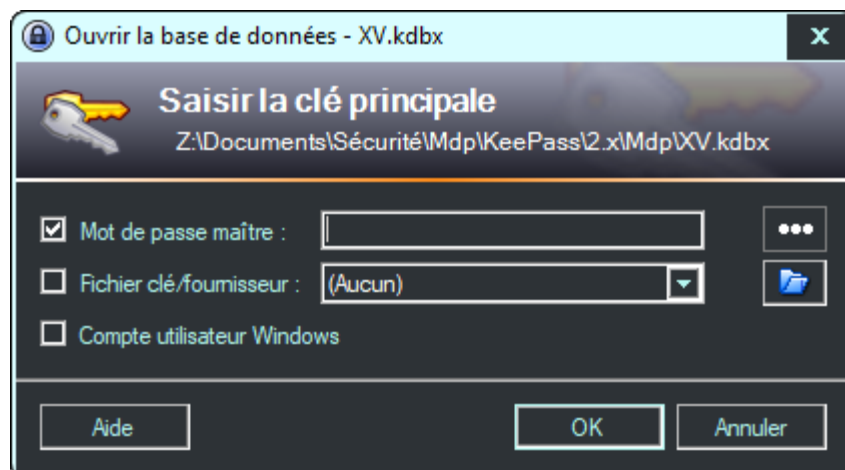 Ouvrir la base de données - XV.kdbx
Saisir la clé principale
Z:\Documents\Sécurité\Mdp\KeePass\2.x\Mdp\XV.kdbx
Mot de passe maître :
Fichier clé/fournisseur : (Aucun)
Compte utilisateur Windows
Aide OK Annuler